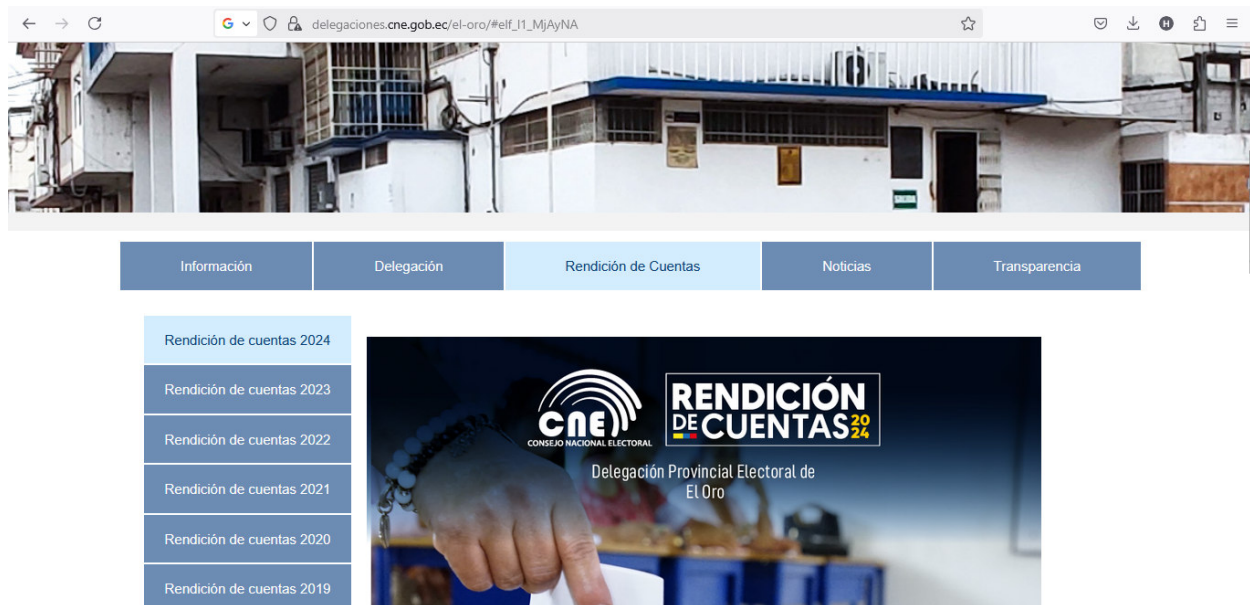 delegaciones.cne.gob.ec/el-oro/#elf_l1_MjAyNA
Información Delegación Rendición de Cuentas Noticias Transparencia
Rendición de cuentas 2024
Rendición de cuentas 2023
Rendición de cuentas 2022
Rendición de cuentas 2021
Rendición de cuentas 2020
Rendición de cuentas 2019
cne
CONSEJO NACIONAL ELECTORAL
RENDICIÓN
DE CUENTAS 2024
Delegación Provincial Electoral de
El Oro